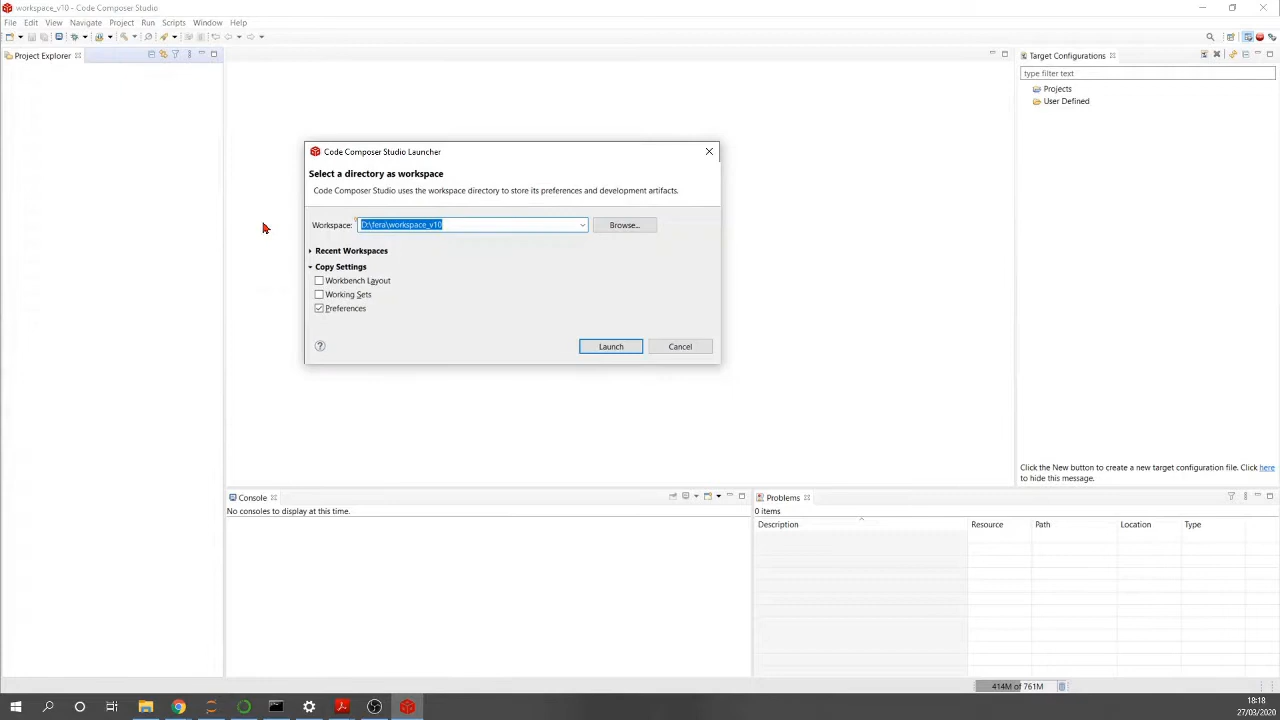 workspace_v10 - Code Composer Studio
File Edit View Navigate Project Run Scripts Window Help
Project Explorer
Target Configurations
type filter text
Projects
User Defined
Code Composer Studio Launcher
Select a directory as workspace
Code Composer Studio uses the workspace directory to store its preferences and development artifacts.
Workspace: D:\fera\workspace_v10 Browse...
Recent Workspaces
Copy Settings
Workbench Layout
Working Sets
Preferences
Launch Cancel
Click the New button to create a new target configuration file. Click here
to hide this message.
Console
No consoles to display at this time.
Problems
0 items
Description Resource Path Location Type
414M of 761M
18:18
27/03/2020